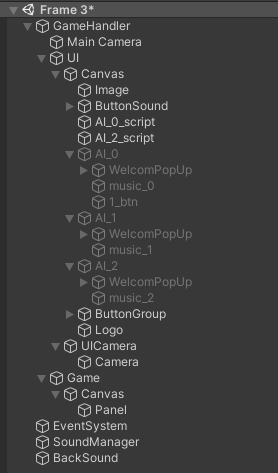 Frame 3*
GameHandler
Main Camera
UI
Canvas
Image
ButtonSound
AI_0_script
AI_2_script
AI_0
WelcomPopUp
music_0
1_btn
AI_1
WelcomPopUp
music_1
AI_2
WelcomPopUp
music_2
ButtonGroup
Logo
UICamera
Camera
Game
Canvas
Panel
EventSystem
SoundManager
BackSound